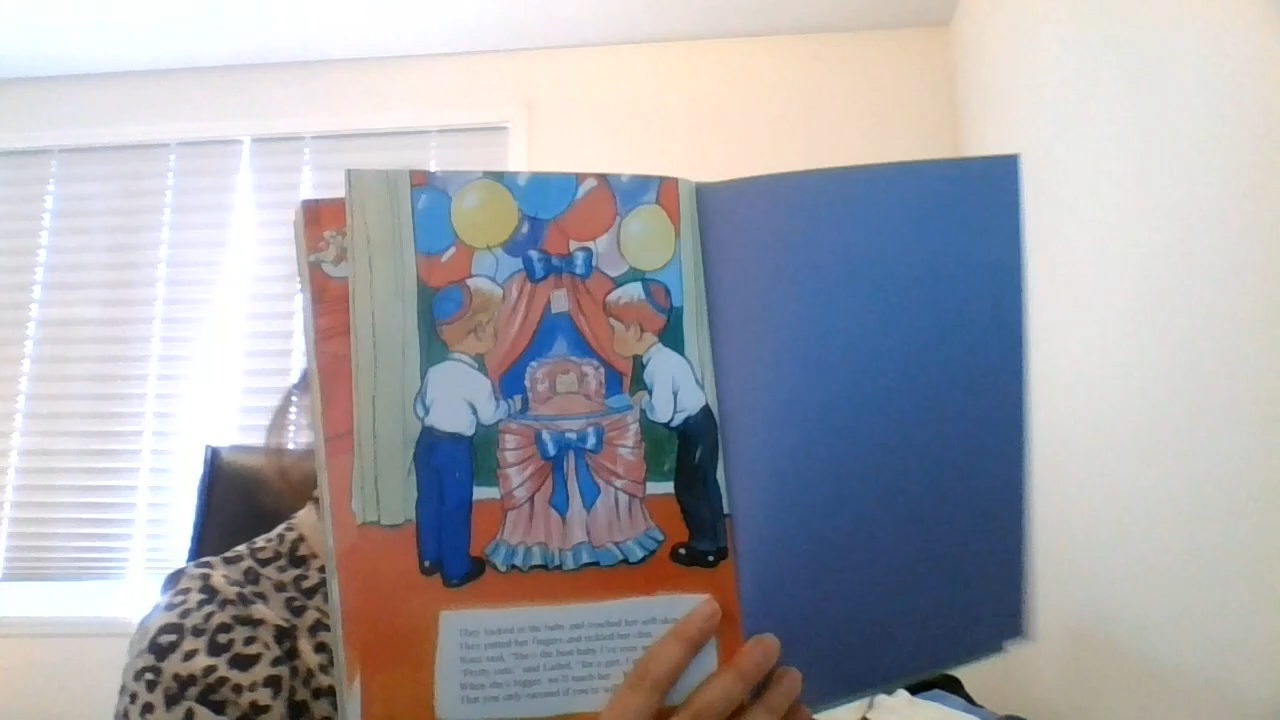 They looked at the baby and touched her soft skin
They patted her fingers and tickled her chin.
Yossi said, "She's the best baby I've ever
"Pretty cute," said Laibel, "for a girl, I
When she's bigger, we'll teach her
That you only succeed if you're